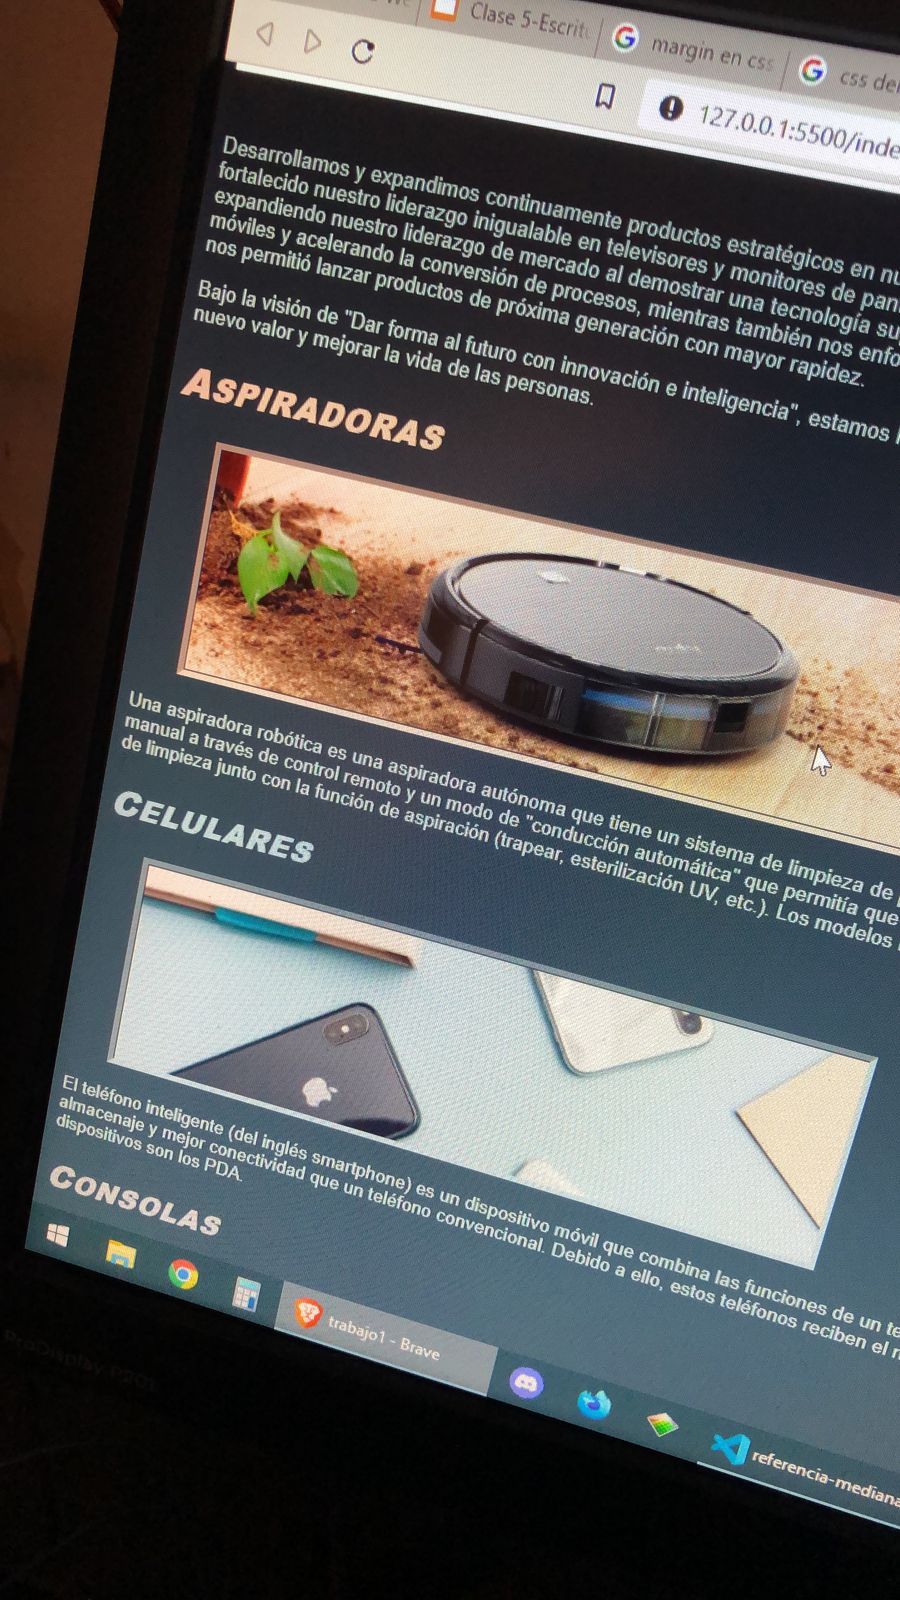 Clase 5-Escritu
margin en css
css de
127.0.0.1:5500/inde
Desarrollamos y expandimos continuamente productos estratégicos en nu
fortalecido nuestro liderazgo inigualable en televisores y monitores de pan
expandiendo nuestro liderazgo de mercado al demostrar una tecnología su
móviles y acelerando la conversión de procesos, mientras también nos enfo
nos permitió lanzar productos de próxima generación con mayor rapidez.
Bajo la visión de "Dar forma al futuro con innovación e inteligencia", estamos
nuevo valor y mejorar la vida de las personas.
ASPIRADORAS
Una aspiradora robótica es una aspiradora autónoma que tiene un sistema de limpieza de
manual a través de control remoto y un modo de "conducción automática" que permitía que
de limpieza junto con la función de aspiración (trapear, esterilización UV, etc.). Los modelos
CELULARES
El teléfono inteligente (del inglés smartphone) es un dispositivo móvil que combina las funciones de un te
almacenaje y mejor conectividad que un teléfono convencional. Debido a ello, estos teléfonos reciben el n
dispositivos son los PDA.
CONSOLAS
trabajo1 - Brave
referencia-mediana